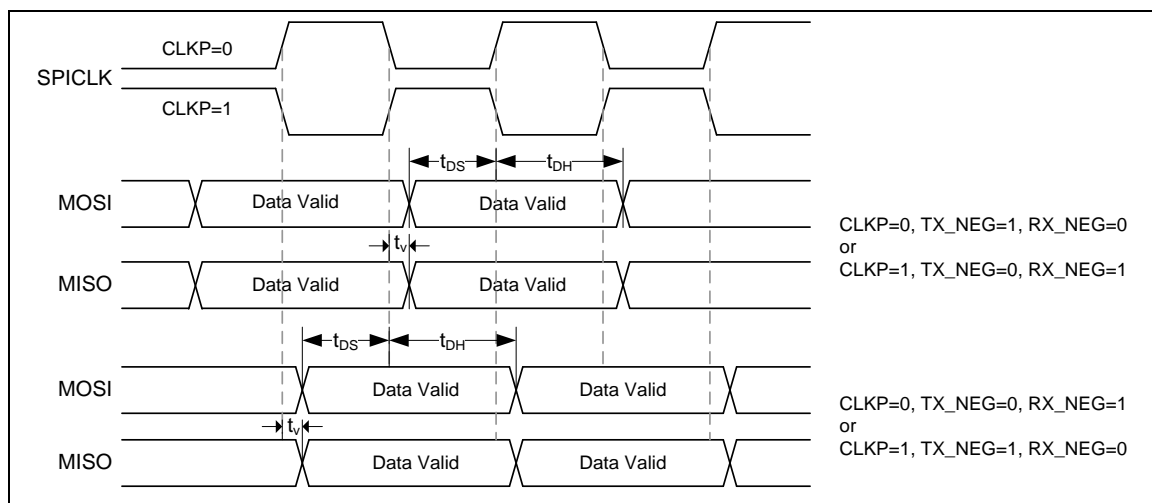 CLKP=0
SPICLK
CLKP=1
tDS
tDH
MOSI
Data Valid
Data Valid
CLKP=0, TX_NEG=1, RX_NEG=0
or
CLKP=1, TX_NEG=0, RX_NEG=1
tv
MISO
Data Valid
Data Valid
tDS
tDH
MOSI
Data Valid
Data Valid
CLKP=0, TX_NEG=0, RX_NEG=1
or
CLKP=1, TX_NEG=1, RX_NEG=0
tv
MISO
Data Valid
Data Valid